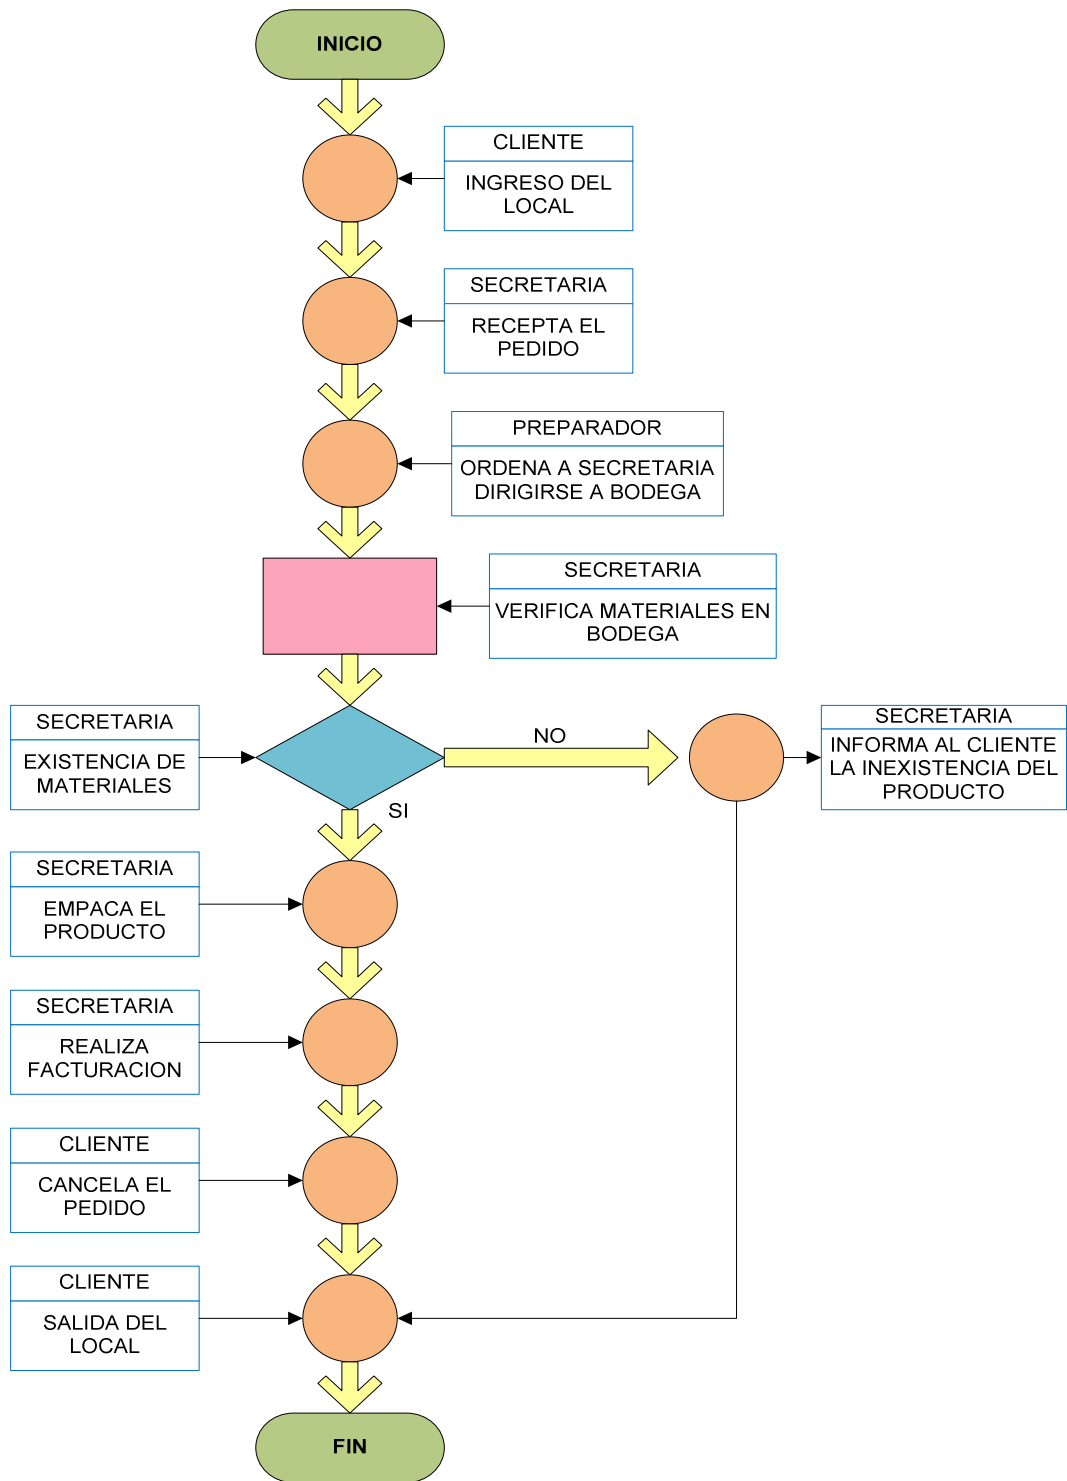 INICIO
CLIENTE
INGRESO DEL
LOCAL
SECRETARIA
RECEPTA EL
PEDIDO
PREPARADOR
ORDENA A SECRETARIA
DIRIGIRSE A BODEGA
SECRETARIA
VERIFICA MATERIALES EN
BODEGA
SECRETARIA
EXISTENCIA DE
MATERIALES
NO
SECRETARIA
INFORMA AL CLIENTE
LA INEXISTENCIA DEL
PRODUCTO
SI
SECRETARIA
EMPACA EL
PRODUCTO
SECRETARIA
REALIZA
FACTURACION
CLIENTE
CANCELA EL
PEDIDO
CLIENTE
SALIDA DEL
LOCAL
FIN